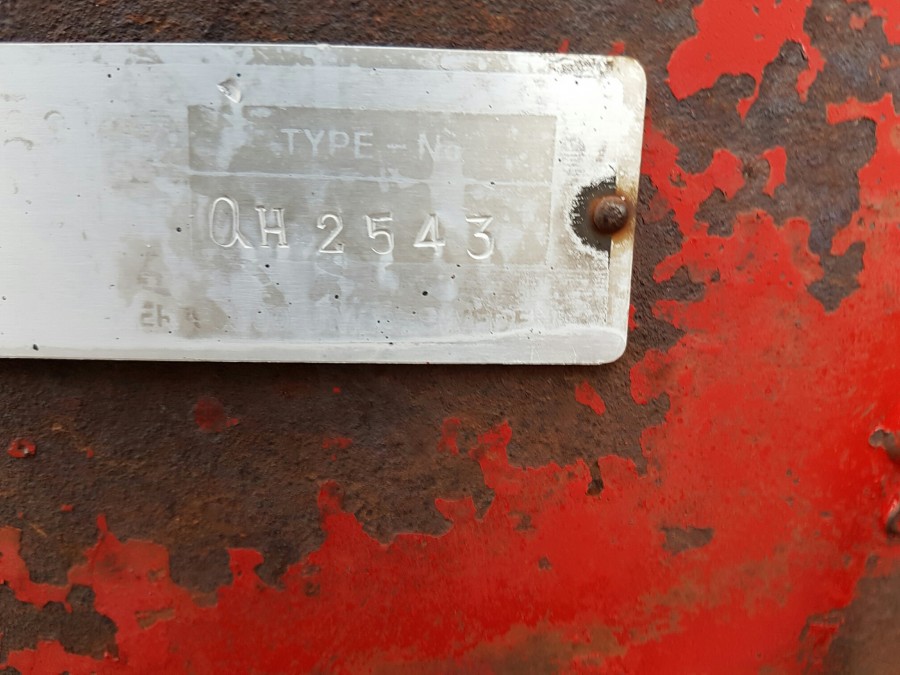 TYPE - No
QH 2543